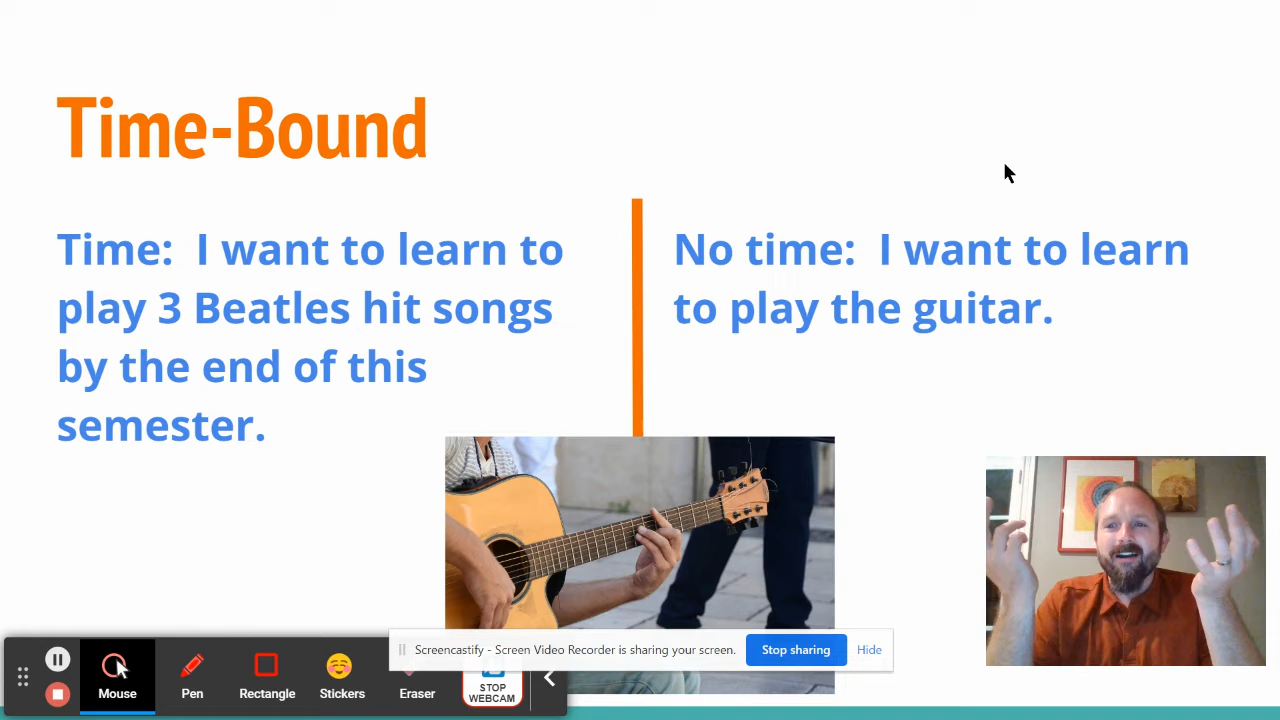 Time-Bound
Time:  I want to learn to
play 3 Beatles hit songs
by the end of this
semester.
No time:  I want to learn
to play the guitar.
Screencastify - Screen Video Recorder is sharing your screen.
Stop sharing
Hide
Mouse
Pen
Rectangle
Stickers
Eraser
STOP
WEBCAM